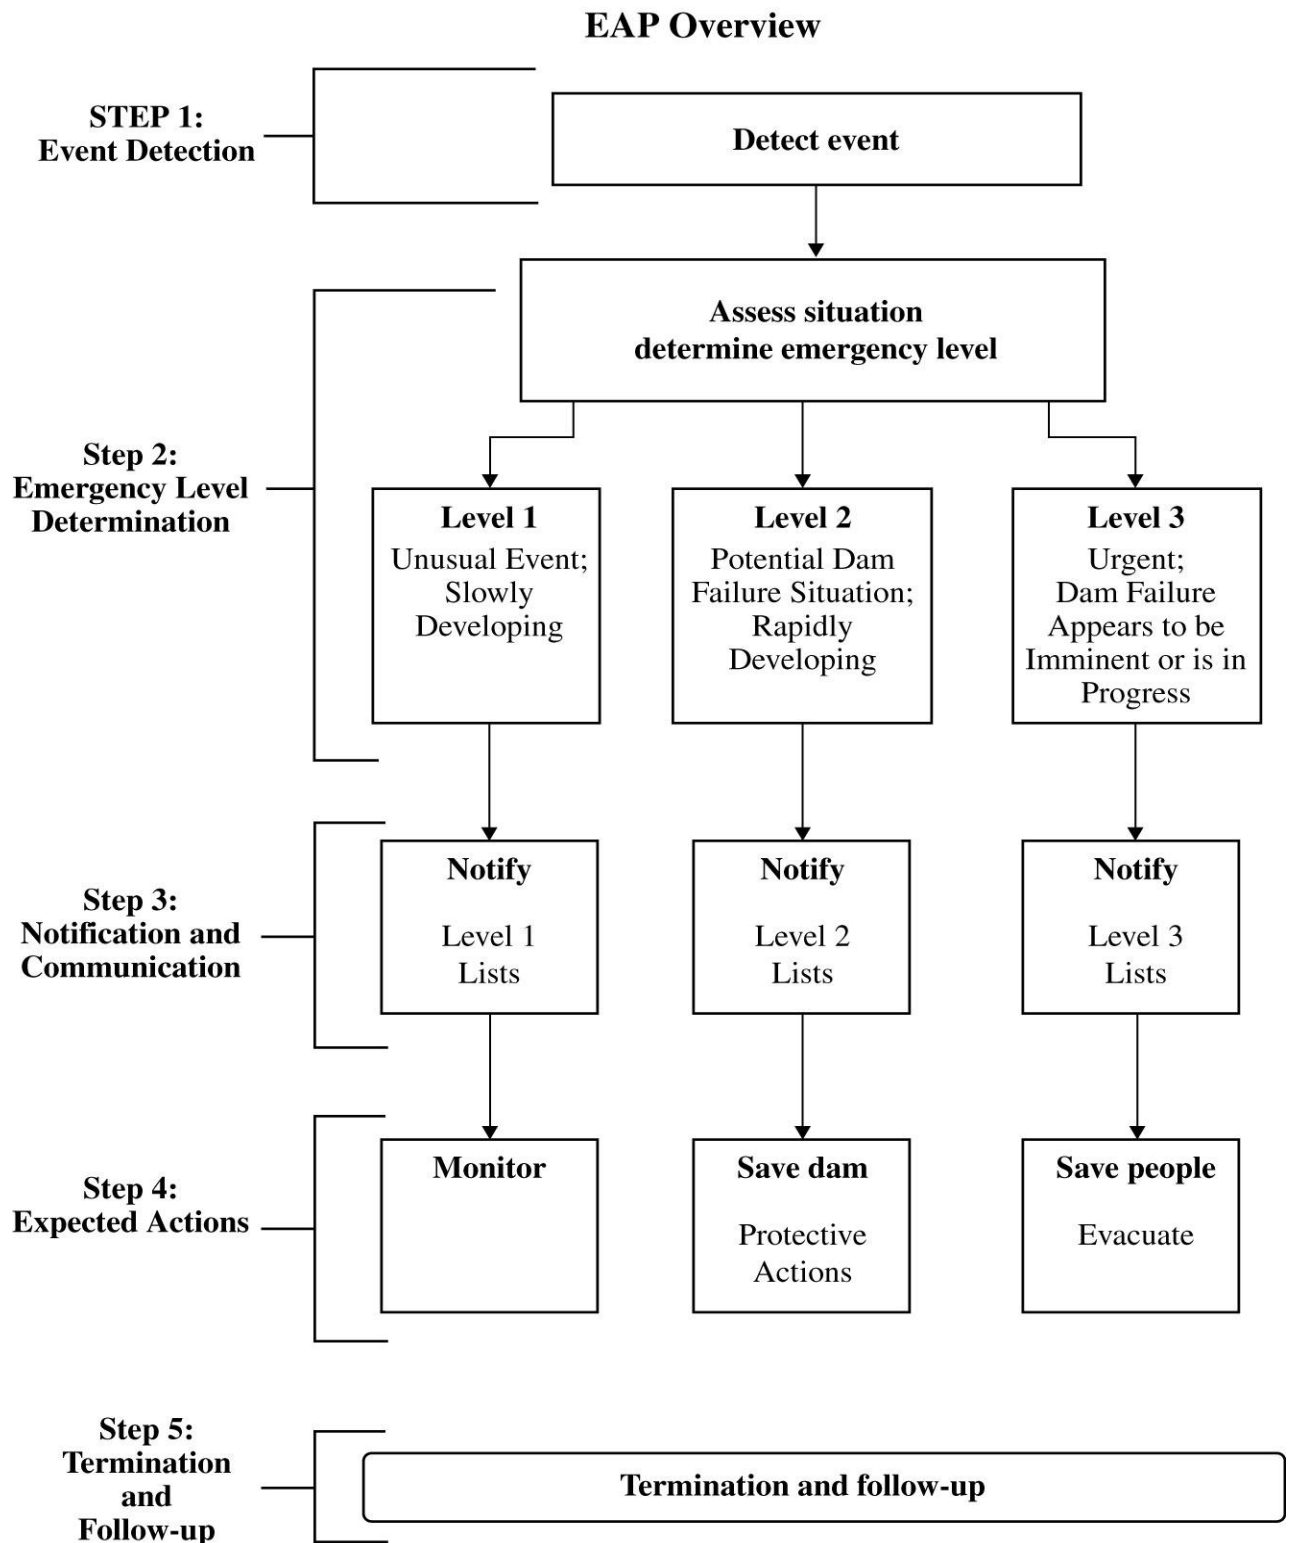 EAP Overview
STEP 1:
Event Detection
Detect event
Assess situation
determine emergency level
Step 2:
Emergency Level
Determination
Level 1
Unusual Event;
Slowly
Developing
Level 2
Potential Dam
Failure Situation;
Rapidly
Developing
Level 3
Urgent;
Dam Failure
Appears to be
Imminent or is in
Progress
Step 3:
Notification and
Communication
Notify
Level 1
Lists
Notify
Level 2
Lists
Notify
Level 3
Lists
Step 4:
Expected Actions
Monitor
Save dam
Protective
Actions
Save people
Evacuate
Step 5:
Termination
and
Follow-up
Termination and follow-up